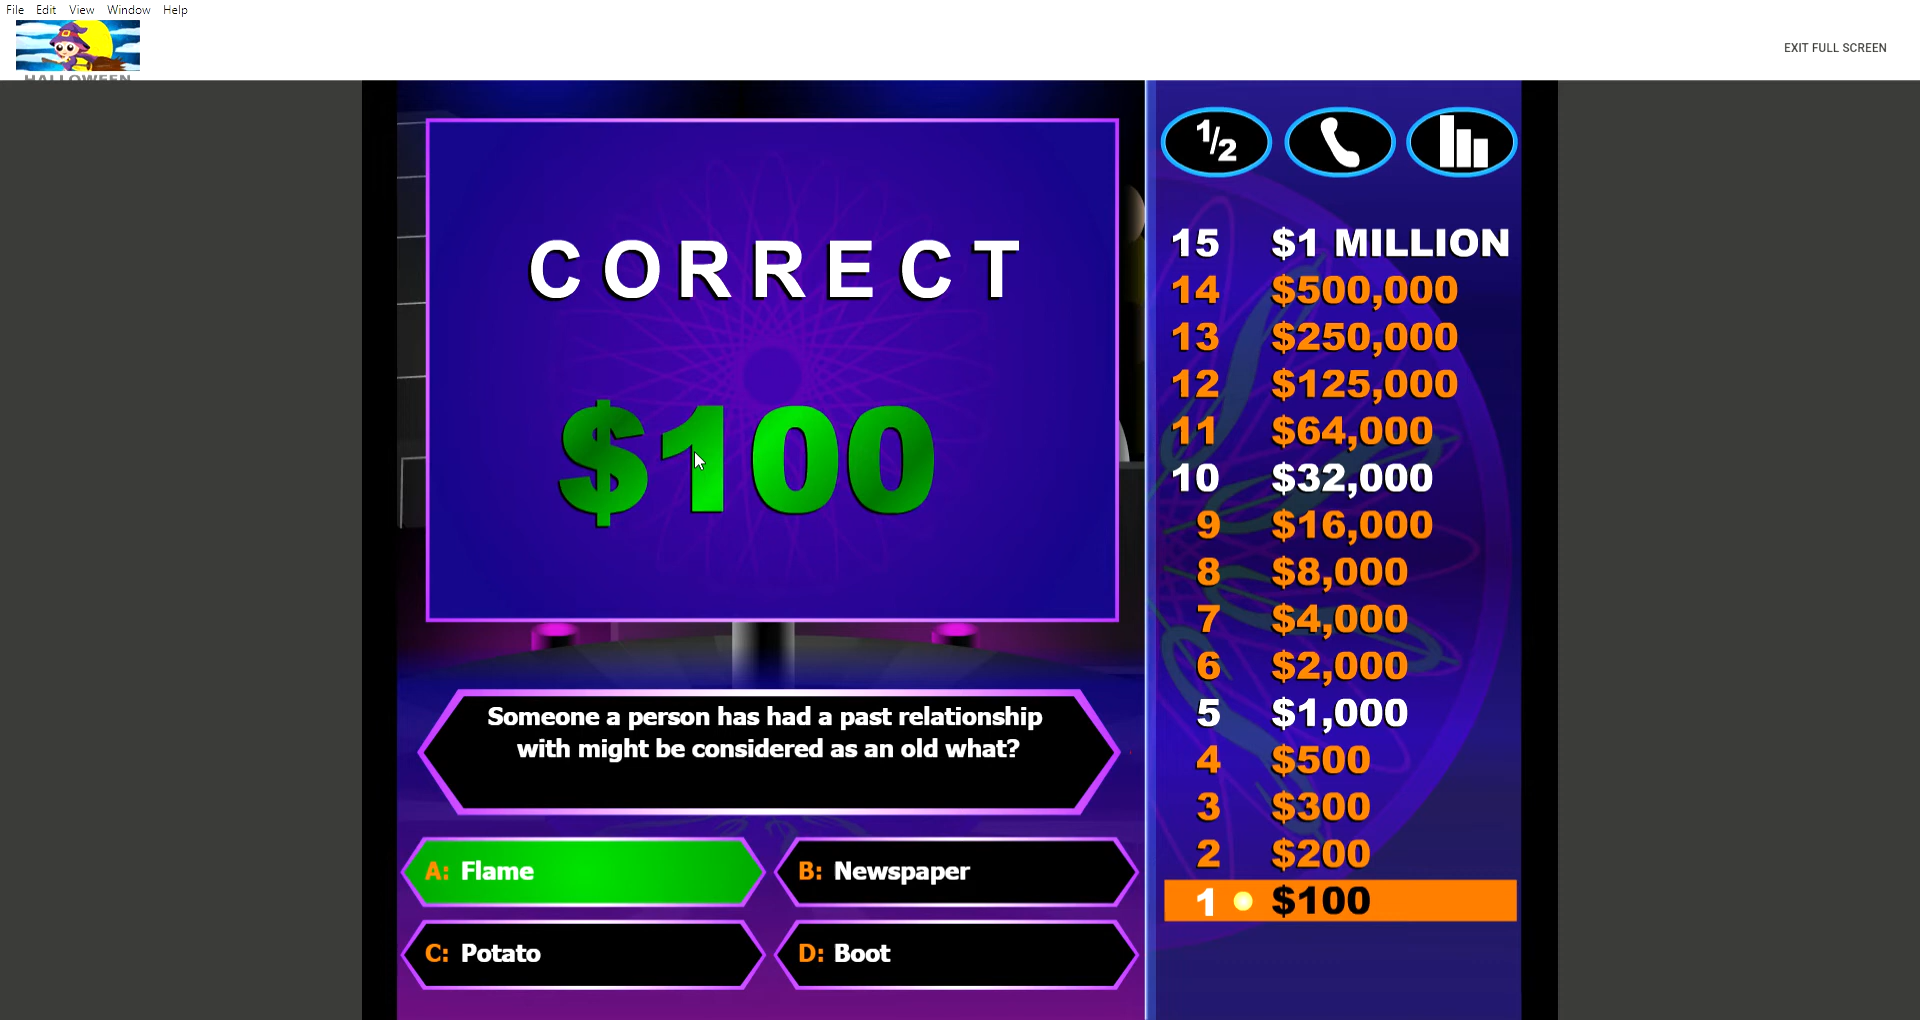 File Edit View Window Help
HALLOWEEN
EXIT FULL SCREEN
CORRECT
$100
Someone a person has had a past relationship
with might be considered as an old what?
A: Flame
B: Newspaper
C: Potato
D: Boot
1/2
15 $1 MILLION
14 $500,000
13 $250,000
12 $125,000
11 $64,000
10 $32,000
9 $16,000
8 $8,000
7 $4,000
6 $2,000
5 $1,000
4 $500
3 $300
2 $200
1 $100